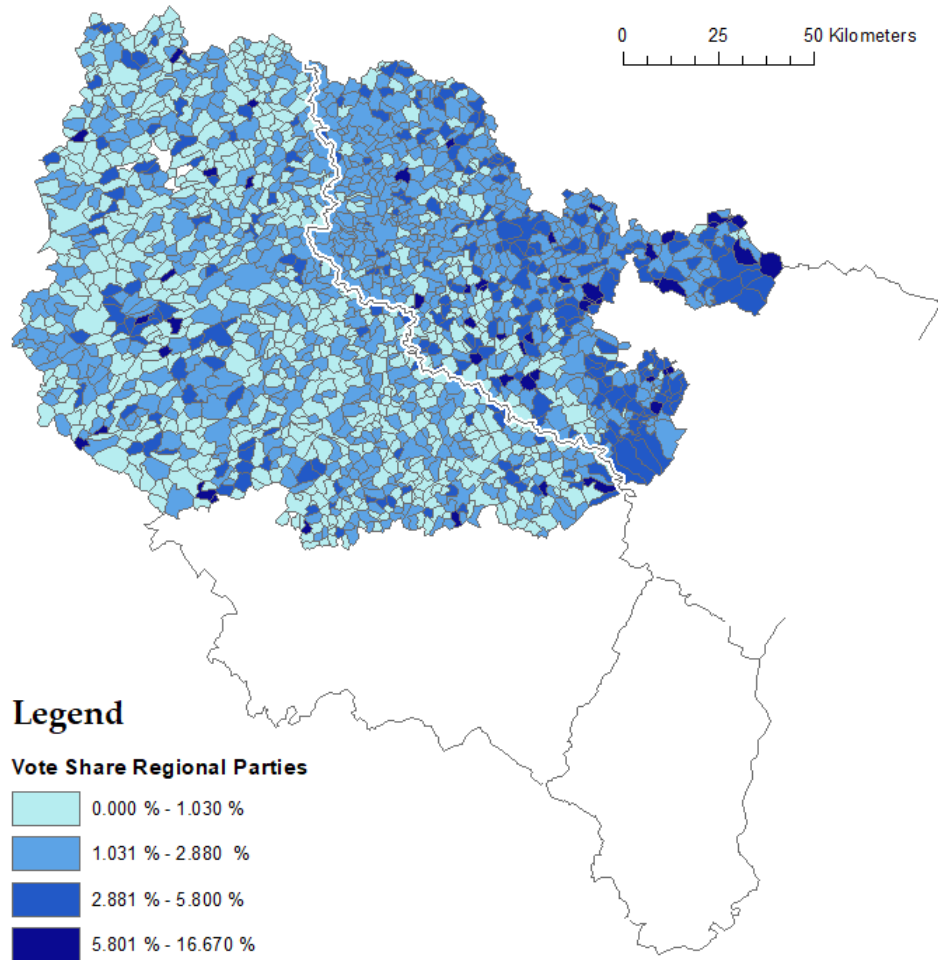 0 25 50 Kilometers
Legend
Vote Share Regional Parties
0.000 % - 1.030 %
1.031 % - 2.880 %
2.881 % - 5.800 %
5.801 % - 16.670 %